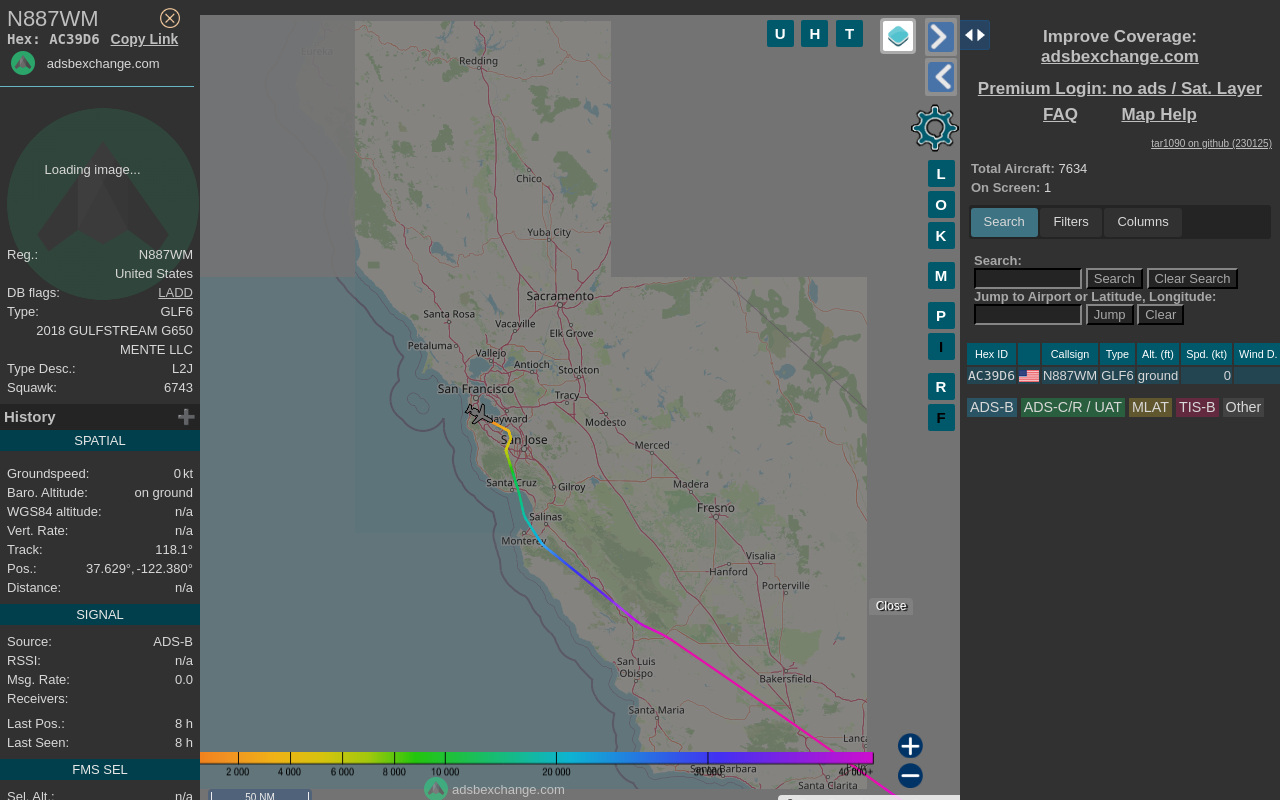 N887WM
Hex: AC39D6 Copy Link
adsbexchange.com
Loading image...
Reg.: N887WM
United States
DB flags: LADD
Type: GLF6
2018 GULFSTREAM G650
MENTE LLC
Type Desc.: L2J
Squawk: 6743
History
SPATIAL
Groundspeed: 0 kt
Baro. Altitude: on ground
WGS84 altitude: n/a
Vert. Rate: n/a
Track: 118.1°
Pos.: 37.629°, -122.380°
Distance: n/a
SIGNAL
Source: ADS-B
RSSI: n/a
Msg. Rate: 0.0
Receivers:
Last Pos.: 8 h
Last Seen: 8 h
FMS SEL
Sel. Alt.: n/a
U H T
L
O
K
M
P
I
R
F
Redding
Chico
Yuba City
Sacramento
Santa Rosa
Vacaville
Elk Grove
Petaluma
Vallejo
Antioch
Stockton
San Francisco
Tracy
Hayward
Modesto
San Jose
Merced
Santa Cruz
Gilroy
Madera
Fresno
Salinas
Monterey
Visalia
Hanford
Porterville
San Luis
Obispo
Bakersfield
Santa Maria
Santa Barbara
Santa Clarita
Close
2 000 4 000 6 000 8 000 10 000 20 000 30 000 40 000+
50 NM
adsbexchange.com
Improve Coverage:
adsbexchange.com
Premium Login: no ads / Sat. Layer
FAQ Map Help
tar1090 on github (230125)
Total Aircraft: 7634
On Screen: 1
Search Filters Columns
Search:
Search Clear Search
Jump to Airport or Latitude, Longitude:
Jump Clear
Hex ID Callsign Type Alt. (ft) Spd. (kt) Wind D.
AC39D6 N887WM GLF6 ground 0
ADS-B ADS-C/R / UAT MLAT TIS-B Other